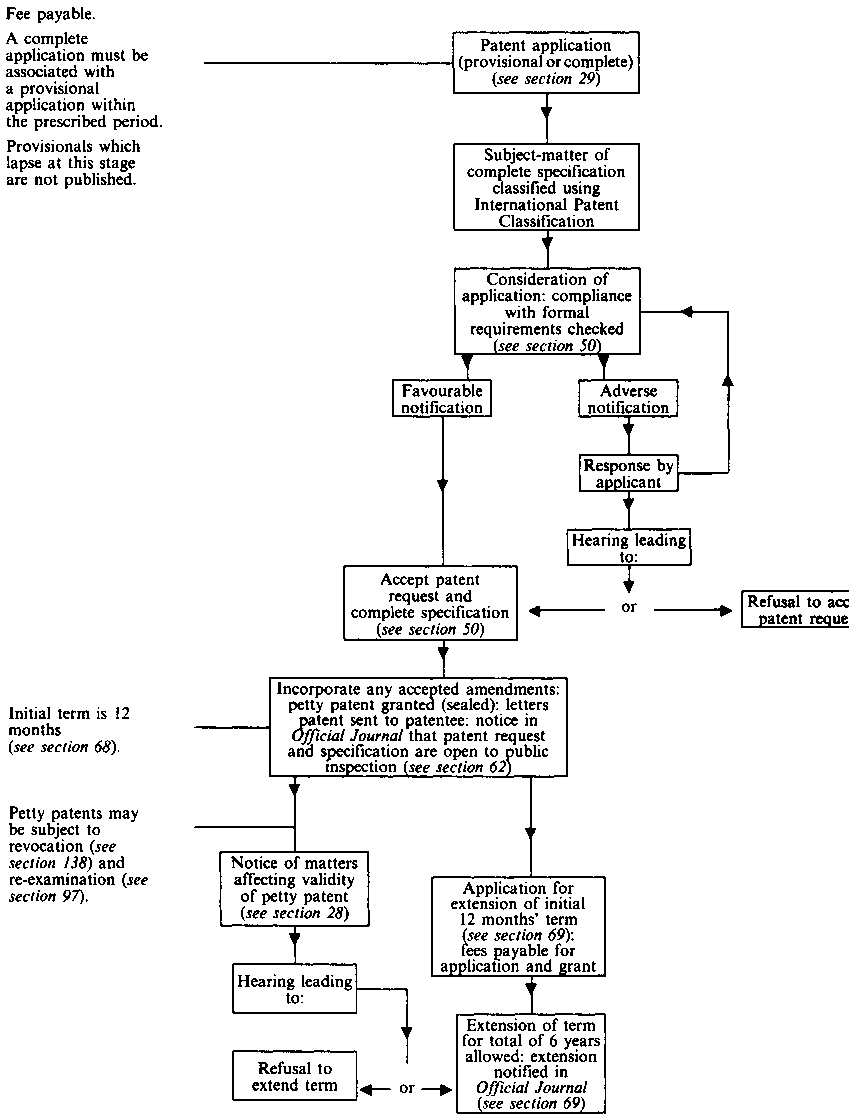 Fee payable.
A complete
application must be
associated with
a provisional
application within
the prescribed period.
Provisionals which
lapse at this stage
are not published.
Patent application
(provisional or complete)
(see section 29)
Subject-matter of
complete specification
classified using
International Patent
Classification
Consideration of
application: compliance
with formal
requirements checked
(see section 50)
Favourable
notification
Adverse
notification
Response by
applicant
Hearing leading
to:
Accept patent
request and
complete specification
(see section 50)
or
Refusal to acc
patent reque
Initial term is 12
months
(see section 68).
Incorporate any accepted amendments:
petty patent granted (sealed): letters
patent sent to patentee: notice in
Official Journal that patent request
and specification are open to public
inspection (see section 62)
Petty patents may
be subject to
revocation (see
section 138) and
re-examination (see
section 97).
Notice of matters
affecting validity
of petty patent
(see section 28)
Application for
extension of initial
12 months' term
(see section 69):
fees payable for
application and grant
Hearing leading
to:
Refusal to
extend term
or
Extension of term
for total of 6 years
allowed: extension
notified in
Official Journal
(see section 69)